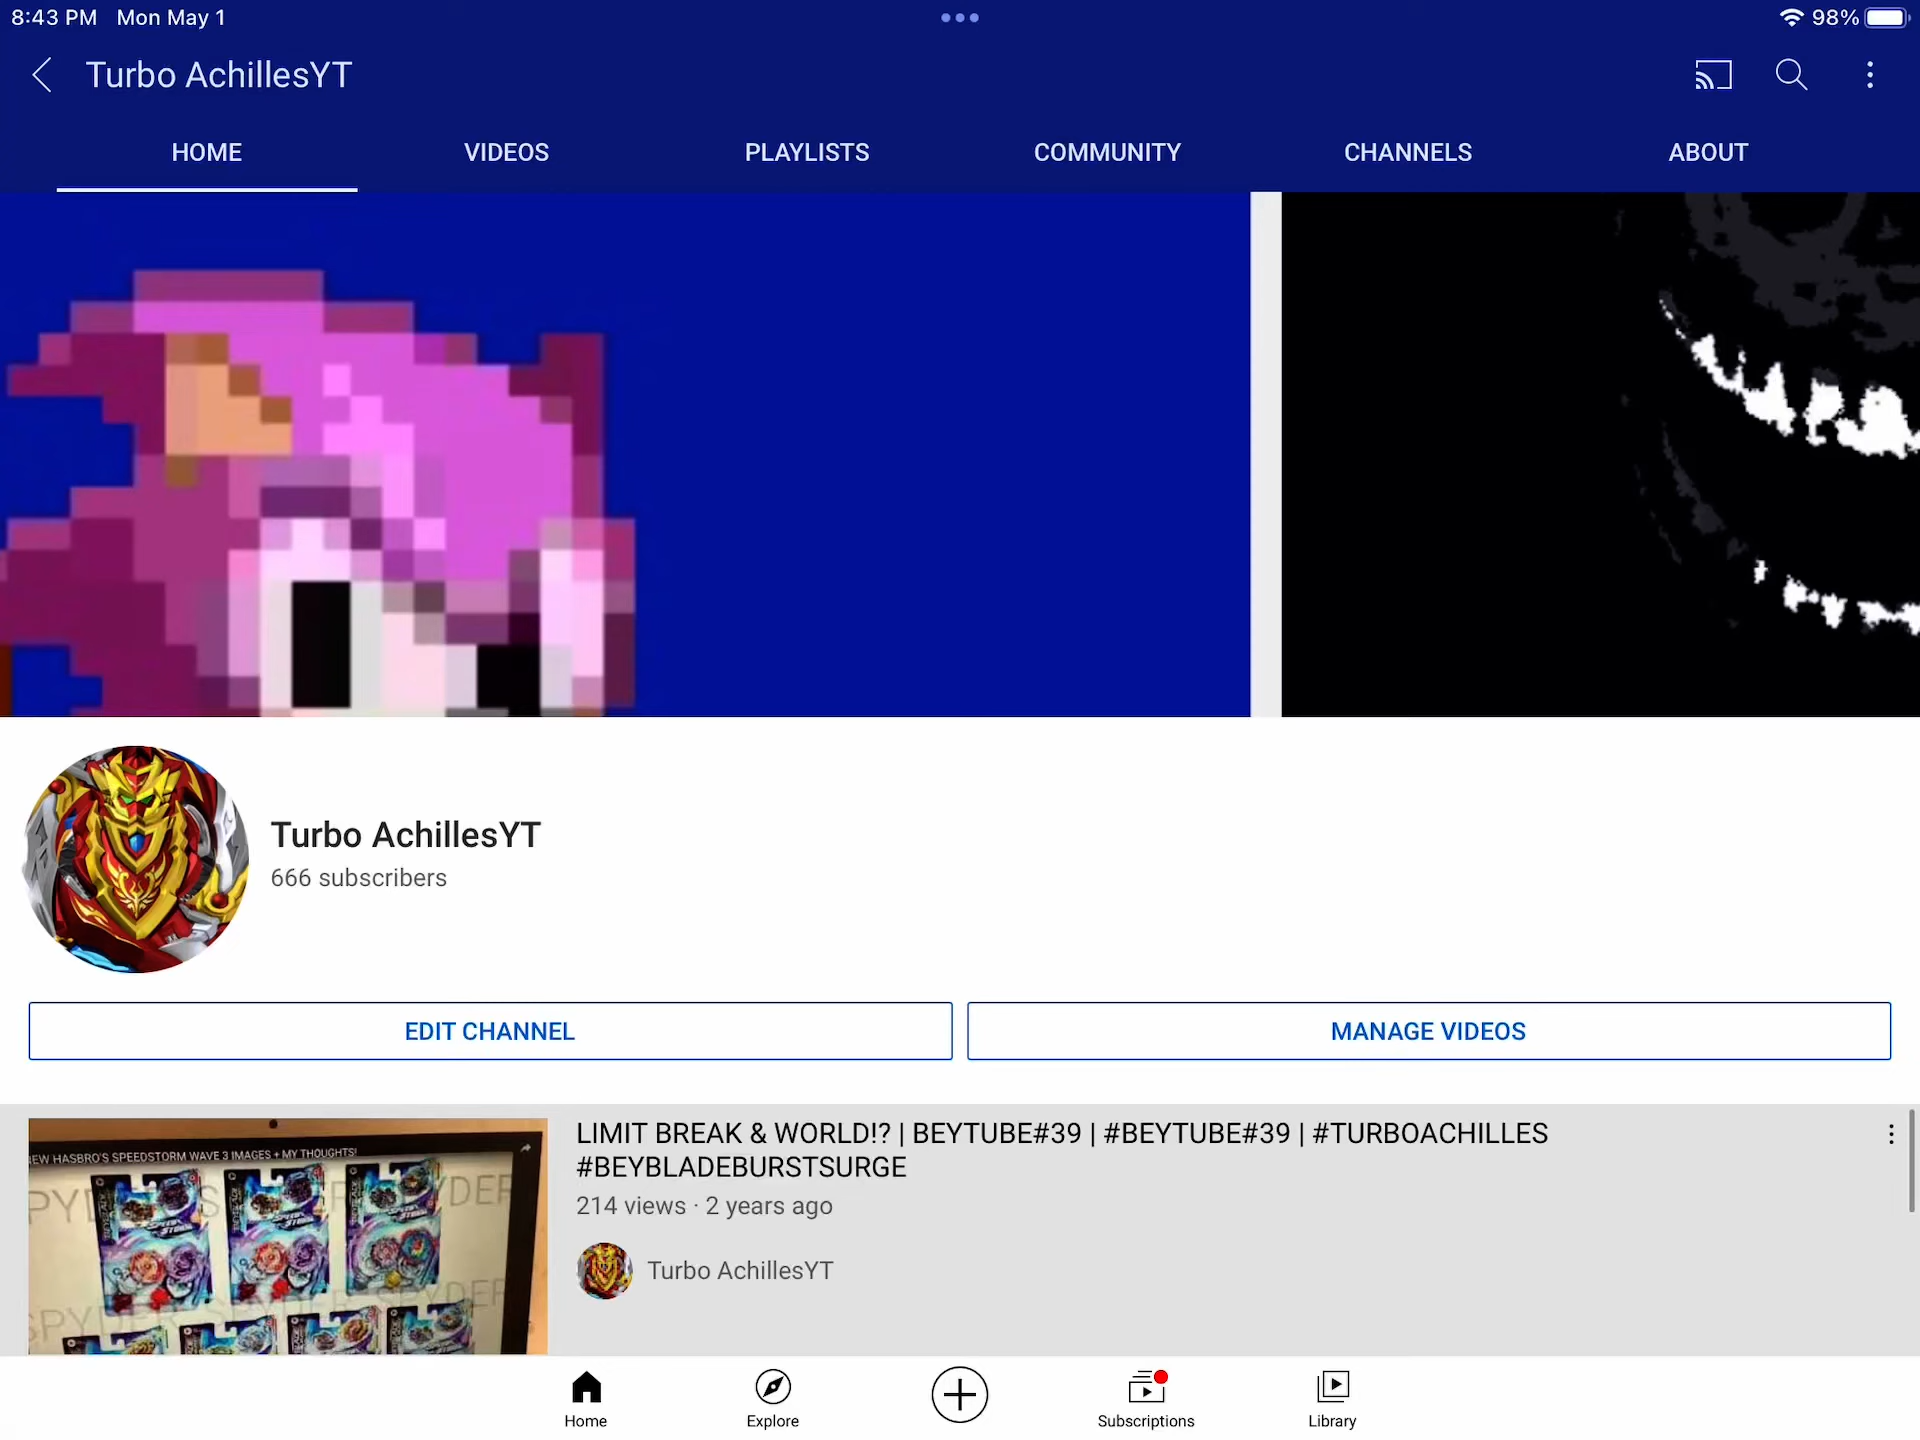 8:43 PM Mon May 1
98%
Turbo AchillesYT
HOME VIDEOS PLAYLISTS COMMUNITY CHANNELS ABOUT
Turbo AchillesYT
666 subscribers
EDIT CHANNEL MANAGE VIDEOS
NEW HASBRO'S SPEEDSTORM WAVE 3 IMAGES + MY THOUGHTS!
LIMIT BREAK & WORLD!? | BEYTUBE#39 | #BEYTUBE#39 | #TURBOACHILLES
#BEYBLADEBURSTSURGE
214 views · 2 years ago
Turbo AchillesYT
Home Explore Subscriptions Library